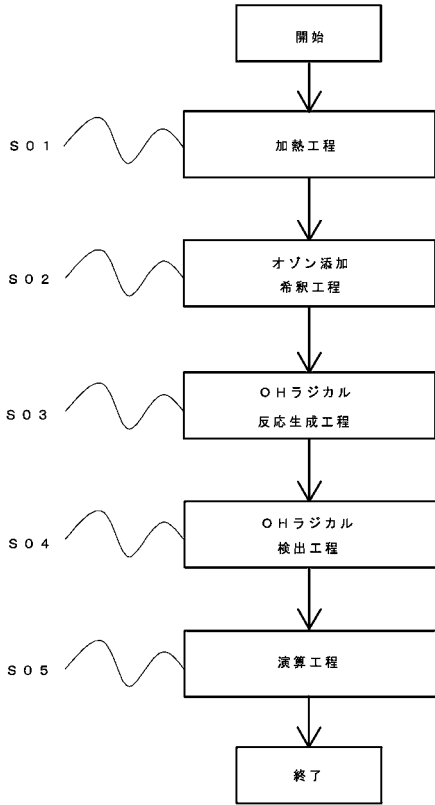 開始
S01
加熱工程
S02
オゾン添加
希釈工程
S03
OHラジカル
反応生成工程
S04
OHラジカル
検出工程
S05
演算工程
終了